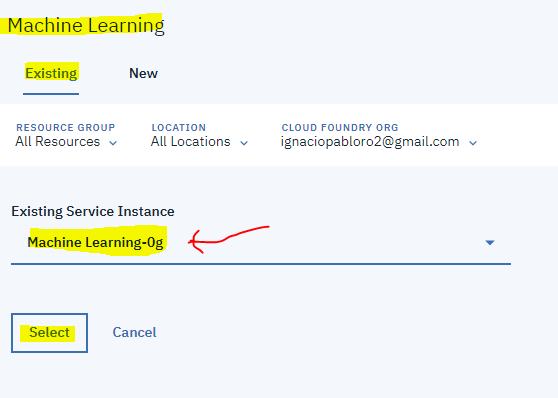 Machine Learning
Existing New
RESOURCE GROUP LOCATION CLOUD FOUNDRY ORG
All Resources All Locations ignaciopabloro2@gmail.com
Existing Service Instance
Machine Learning-0g
Select Cancel